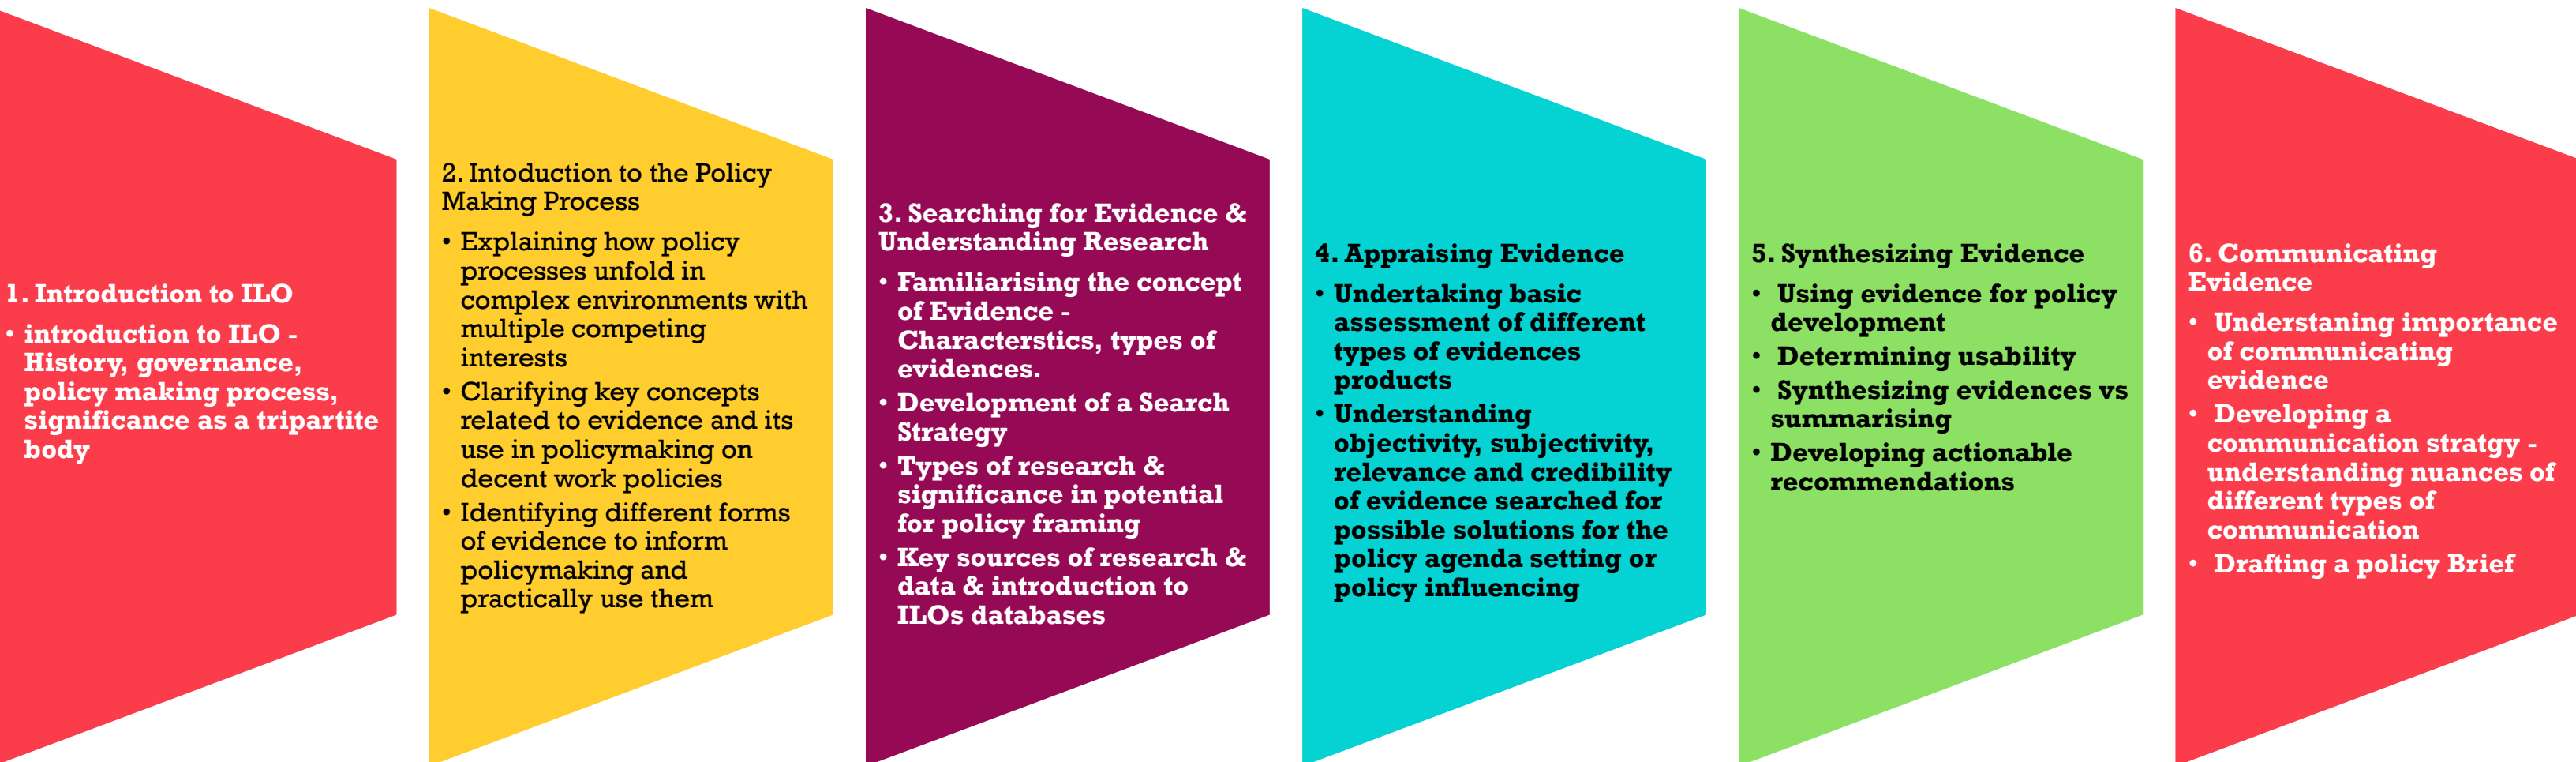 1. Introduction to ILO
• introduction to ILO -
History, governance,
policy making process,
significance as a tripartite
body
2. Intoduction to the Policy
Making Process
• Explaining how policy
processes unfold in
complex environments with
multiple competing
interests
• Clarifying key concepts
related to evidence and its
use in policymaking on
decent work policies
• Identifying different forms
of evidence to inform
policymaking and
practically use them
3. Searching for Evidence &
Understanding Research
• Familiarising the concept
of Evidence -
Characterstics, types of
evidences.
• Development of a Search
Strategy
• Types of research &
significance in potential
for policy framing
• Key sources of research &
data & introduction to
ILOs databases
4. Appraising Evidence
• Undertaking basic
assessment of different
types of evidences
products
• Understanding
objectivity, subjectivity,
relevance and credibility
of evidence searched for
possible solutions for the
policy agenda setting or
policy influencing
5. Synthesizing Evidence
• Using evidence for policy
development
• Determining usability
• Synthesizing evidences vs
summarising
• Developing actionable
recommendations
6. Communicating
Evidence
• Understaning importance
of communicating
evidence
• Developing a
communication stratgy -
understanding nuances of
different types of
communication
• Drafting a policy Brief